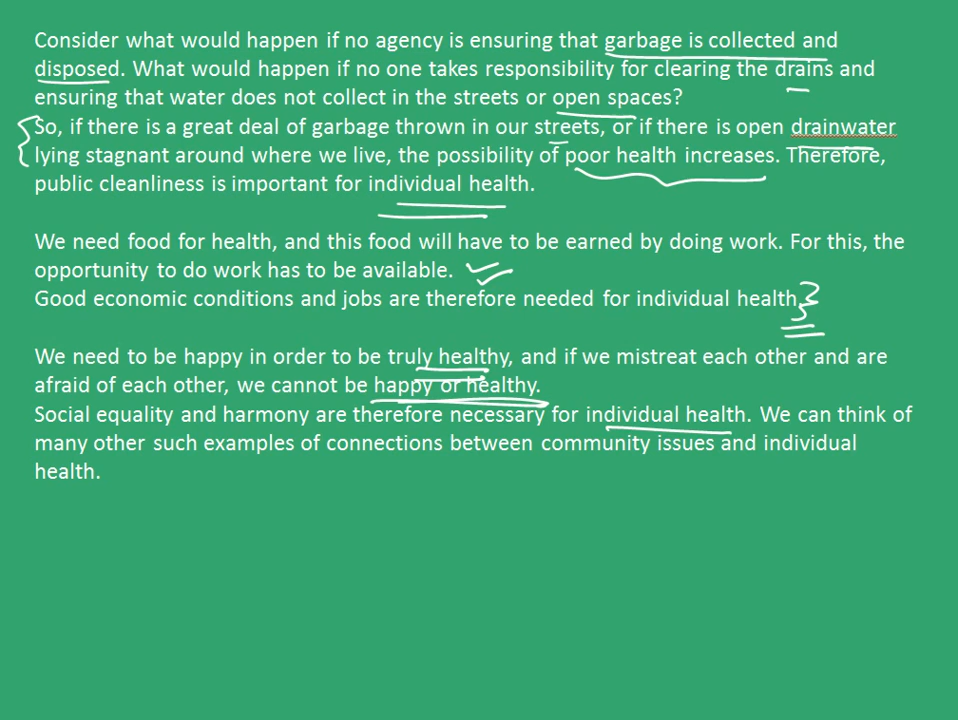 Consider what would happen if no agency is ensuring that garbage is collected and
disposed. What would happen if no one takes responsibility for clearing the drains and
ensuring that water does not collect in the streets or open spaces?
So, if there is a great deal of garbage thrown in our streets, or if there is open drainwater
lying stagnant around where we live, the possibility of poor health increases. Therefore,
public cleanliness is important for individual health.
We need food for health, and this food will have to be earned by doing work. For this, the
opportunity to do work has to be available.
Good economic conditions and jobs are therefore needed for individual health.
We need to be happy in order to be truly healthy, and if we mistreat each other and are
afraid of each other, we cannot be happy or healthy.
Social equality and harmony are therefore necessary for individual health. We can think of
many other such examples of connections between community issues and individual
health.